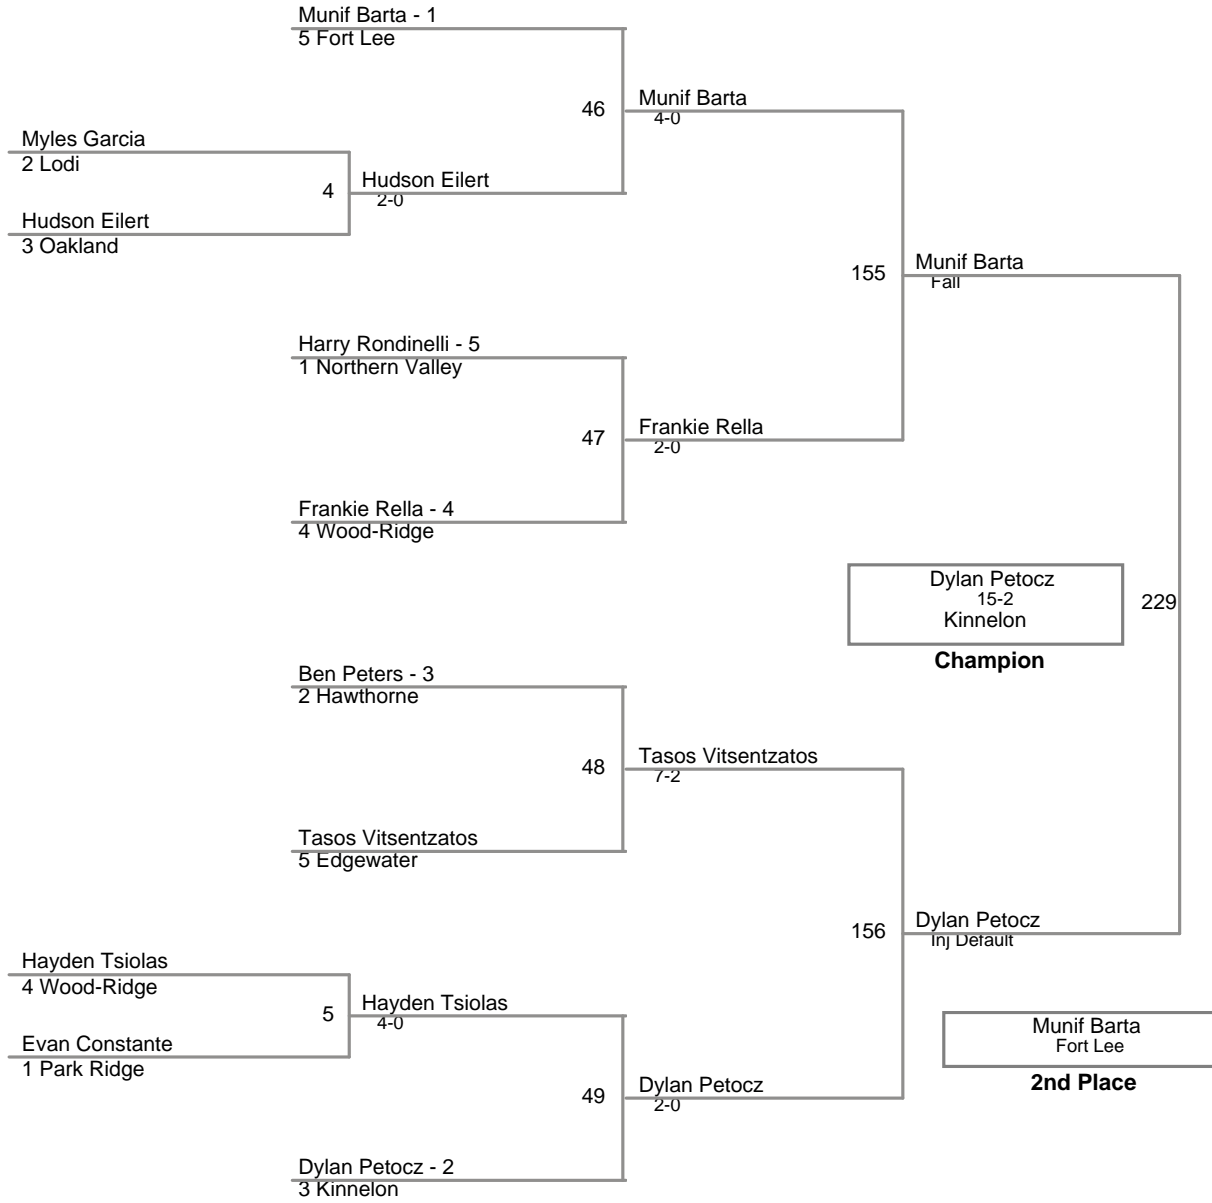 Munif Barta - 1
5 Fort Lee
46
Munif Barta
4-0
Myles Garcia
2 Lodi
4
Hudson Eilert
2-0
Hudson Eilert
3 Oakland
155
Munif Barta
Fall
Harry Rondinelli - 5
1 Northern Valley
47
Frankie Rella
2-0
Frankie Rella - 4
4 Wood-Ridge
Dylan Petocz
15-2
Kinnelon
229
Champion
Ben Peters - 3
2 Hawthorne
48
Tasos Vitsentzatos
7-2
Tasos Vitsentzatos
5 Edgewater
156
Dylan Petocz
Inj Default
Hayden Tsiolas
4 Wood-Ridge
5
Hayden Tsiolas
4-0
Evan Constante
1 Park Ridge
Munif Barta
Fort Lee
2nd Place
49
Dylan Petocz
2-0
Dylan Petocz - 2
3 Kinnelon